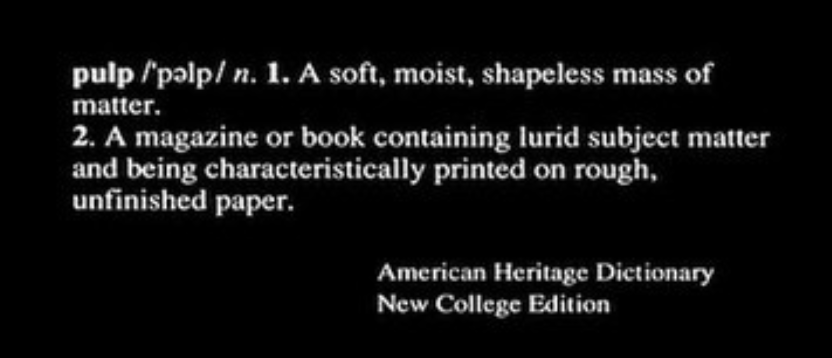 pulp /'pəlp/ n. 1. A soft, moist, shapeless mass of
matter.
2. A magazine or book containing lurid subject matter
and being characteristically printed on rough,
unfinished paper.
American Heritage Dictionary
New College Edition